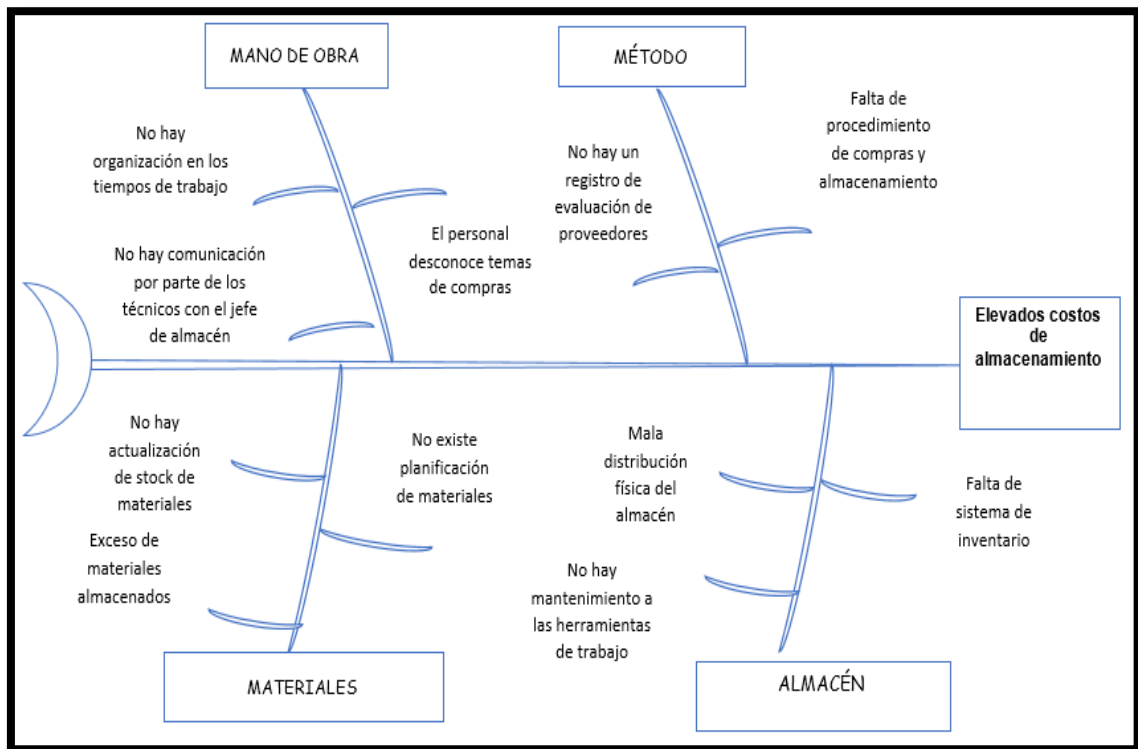 MANO DE OBRA
MÉTODO
No hay
organización en los
tiempos de trabajo
El personal
desconoce temas
de compras
No hay comunicación
por parte de los
técnicos con el jefe
de almacén
No hay un
registro de
evaluación de
proveedores
Falta de
procedimiento
de compras y
almacenamiento
Elevados costos
de
almacenamiento
No hay
actualización
de stock de
materiales
No existe
planificación
de materiales
Exceso de
materiales
almacenados
Mala
distribución
física del
almacén
Falta de
sistema de
inventario
No hay
mantenimiento a
las herramientas
de trabajo
MATERIALES
ALMACÉN